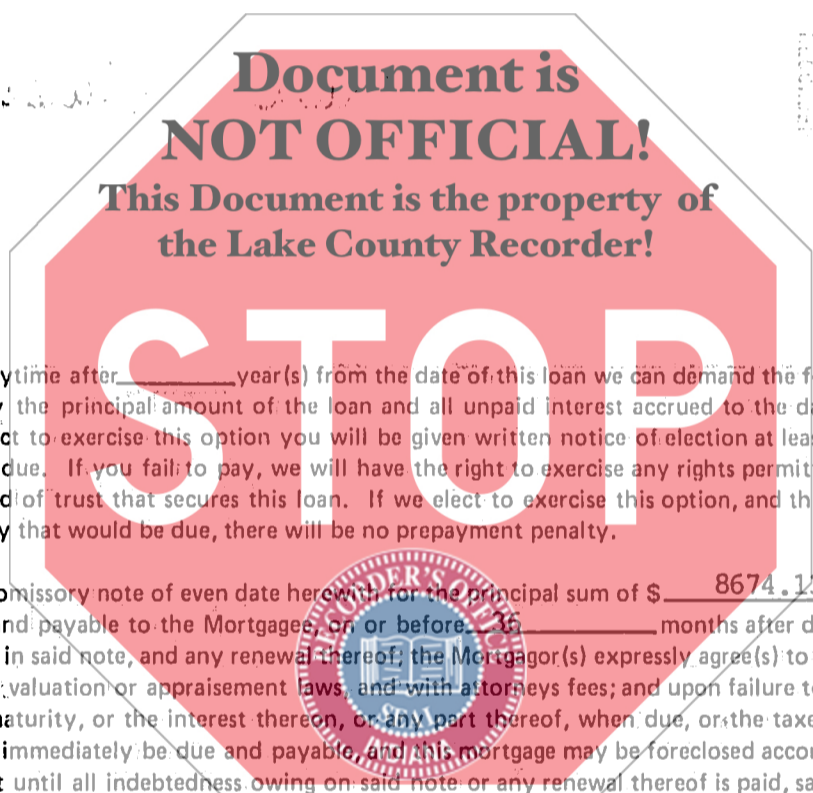 Document is
NOT OFFICIAL!
This Document is the property of
the Lake County Recorder!
STOP
ytime after________year(s) from the date of this loan we can demand the f
the principal amount of the loan and all unpaid interest accrued to the da
ct to exercise this option you will be given written notice of election at leas
due. If you fail to pay, we will have the right to exercise any rights permit
d of trust that secures this loan. If we elect to exercise this option, and th
y that would be due, there will be no prepayment penalty.
omissory note of even date herewith for the principal sum of $ 8674.1
nd payable to the Mortgagee, on or before 36 months after d
in said note, and any renewal thereof; the Mortgagor(s) expressly agree(s) to
valuation or appraisement laws, and with attorneys fees; and upon failure t
aturity, or the interest thereon, or any part thereof, when due, or the taxe
immediately be due and payable, and this mortgage may be foreclosed accor
t until all indebtedness owing on said note or any renewal thereof is paid, sa
RECORDER'S OFFICE
SEAL
INDIANA